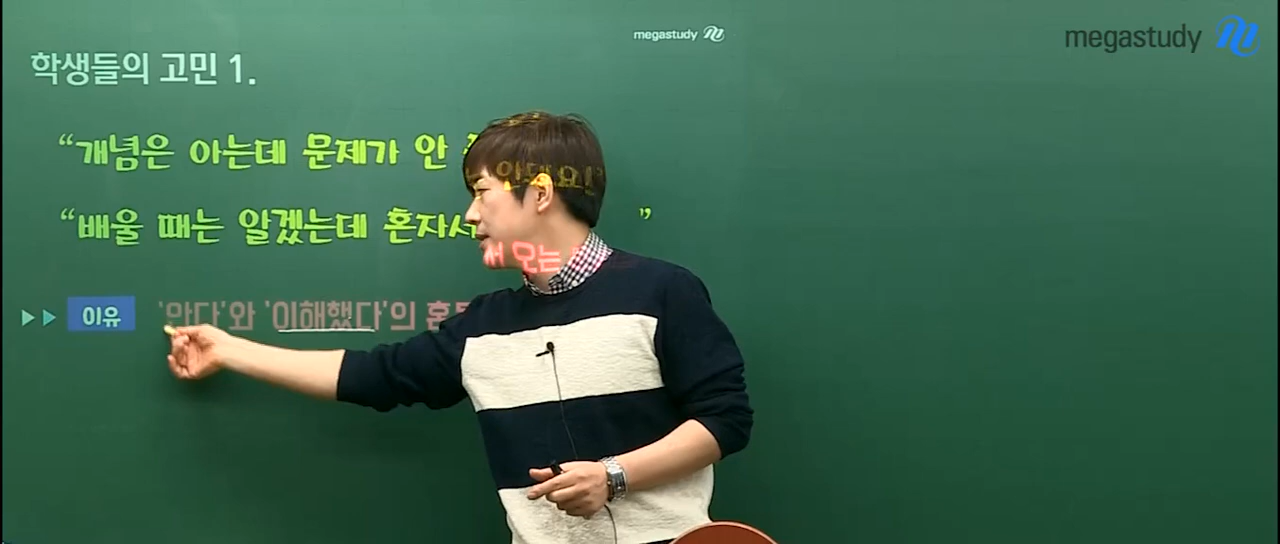 megastudy
megastudy
학생들의 고민 1.
“개념은 아는데 문제가 안
“배울 때는 알겠는데 혼자서 ”
이유 '안다'와 '이해했다'의